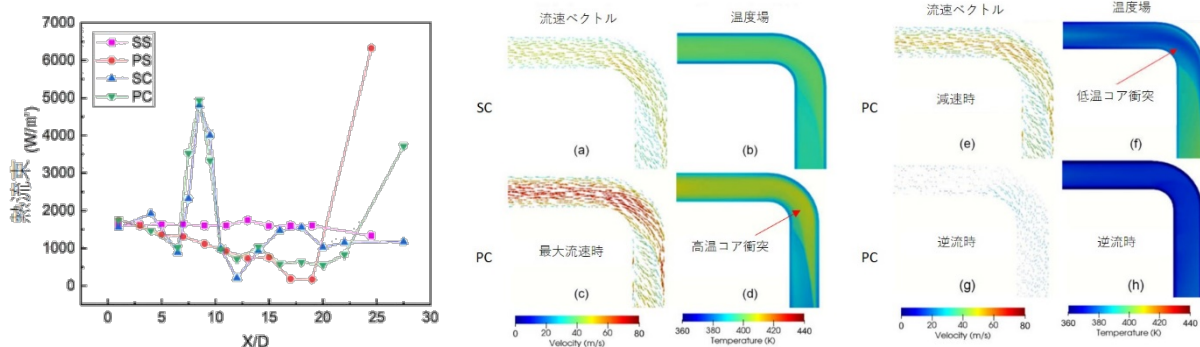 7000
6000
5000
4000
3000
2000
1000
0
熱流束 (W/m²)
SS
PS
SC
PC
0 5 10 15 20 25 30
X/D
流速ベクトル
温度場
SC
(a)
(b)
PC
最大流速時
高温コア衝突
(c)
(d)
0 20 40 60 80
Velocity (m/s)
360 380 400 420 440
Temperature (K)
流速ベクトル
温度場
PC
減速時
低温コア衝突
(e)
(f)
PC
逆流時
逆流時
(g)
(h)
0 20 40 60 80
Velocity (m/s)
360 380 400 420 440
Temperature (K)